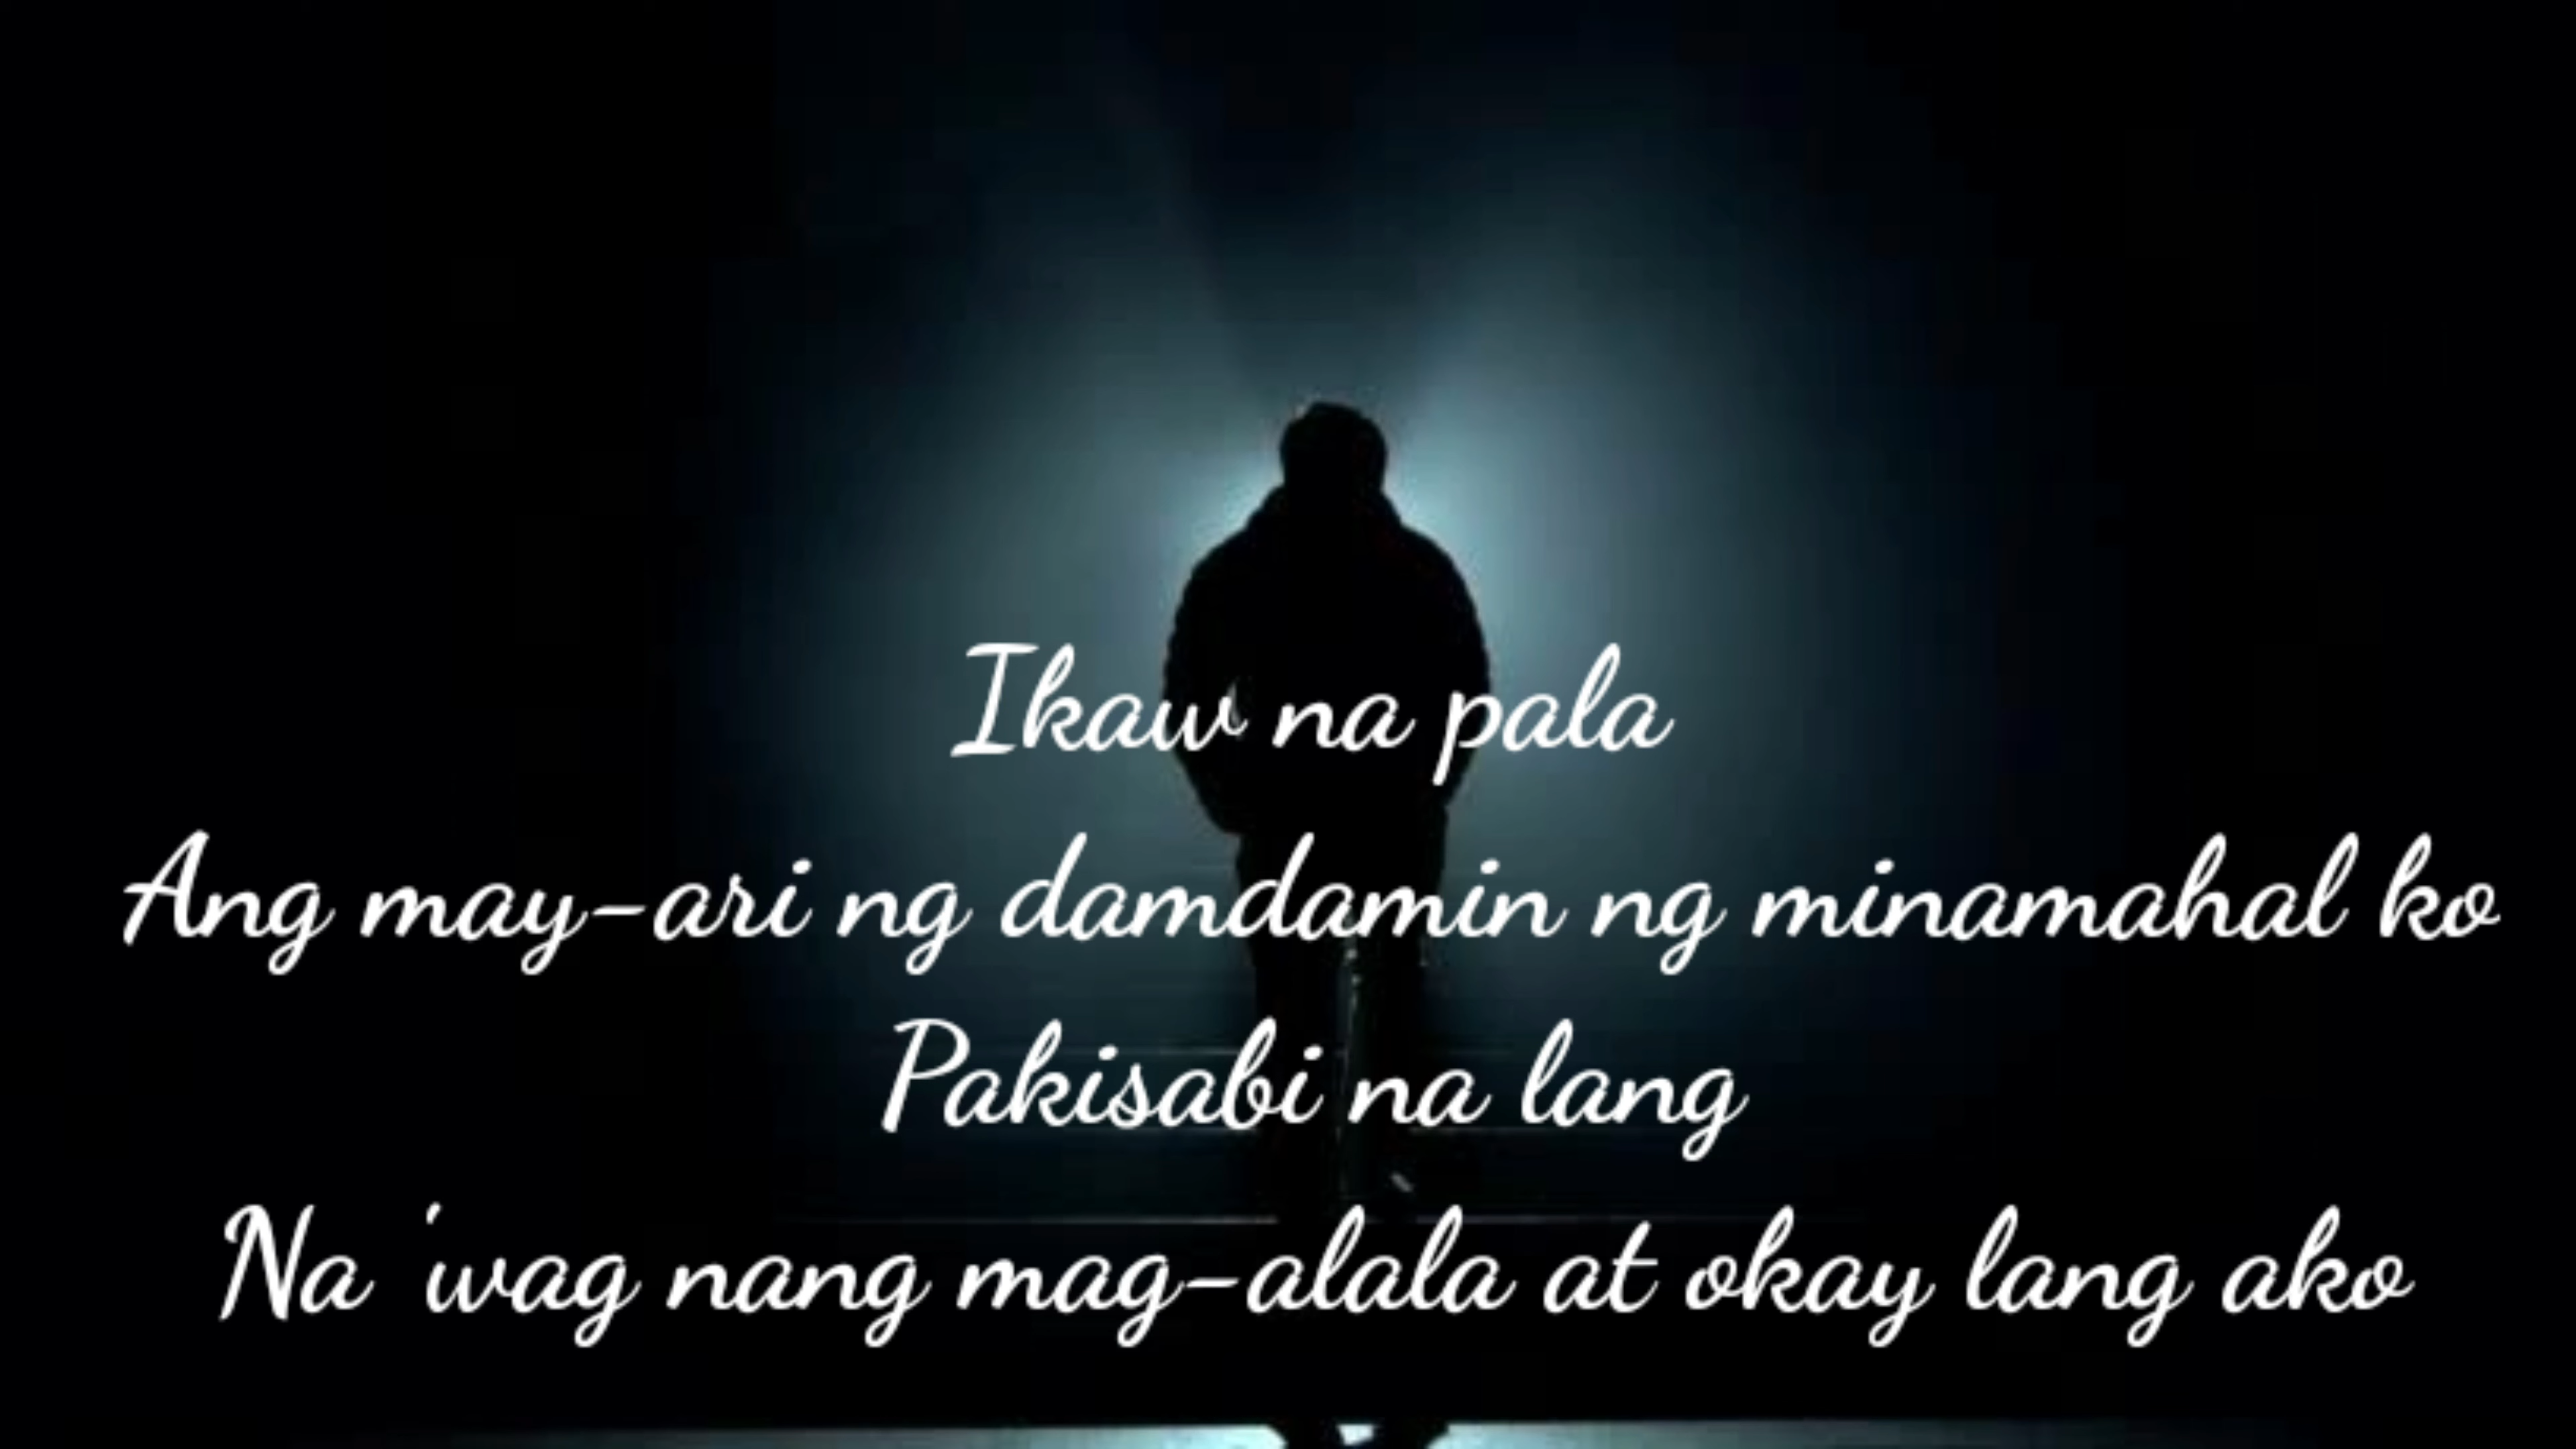 Ikaw na pala
Ang may-ari ng damdamin ng minamahal ko
Pakisabi na lang
Na 'wag nang mag-alala at okay lang ako